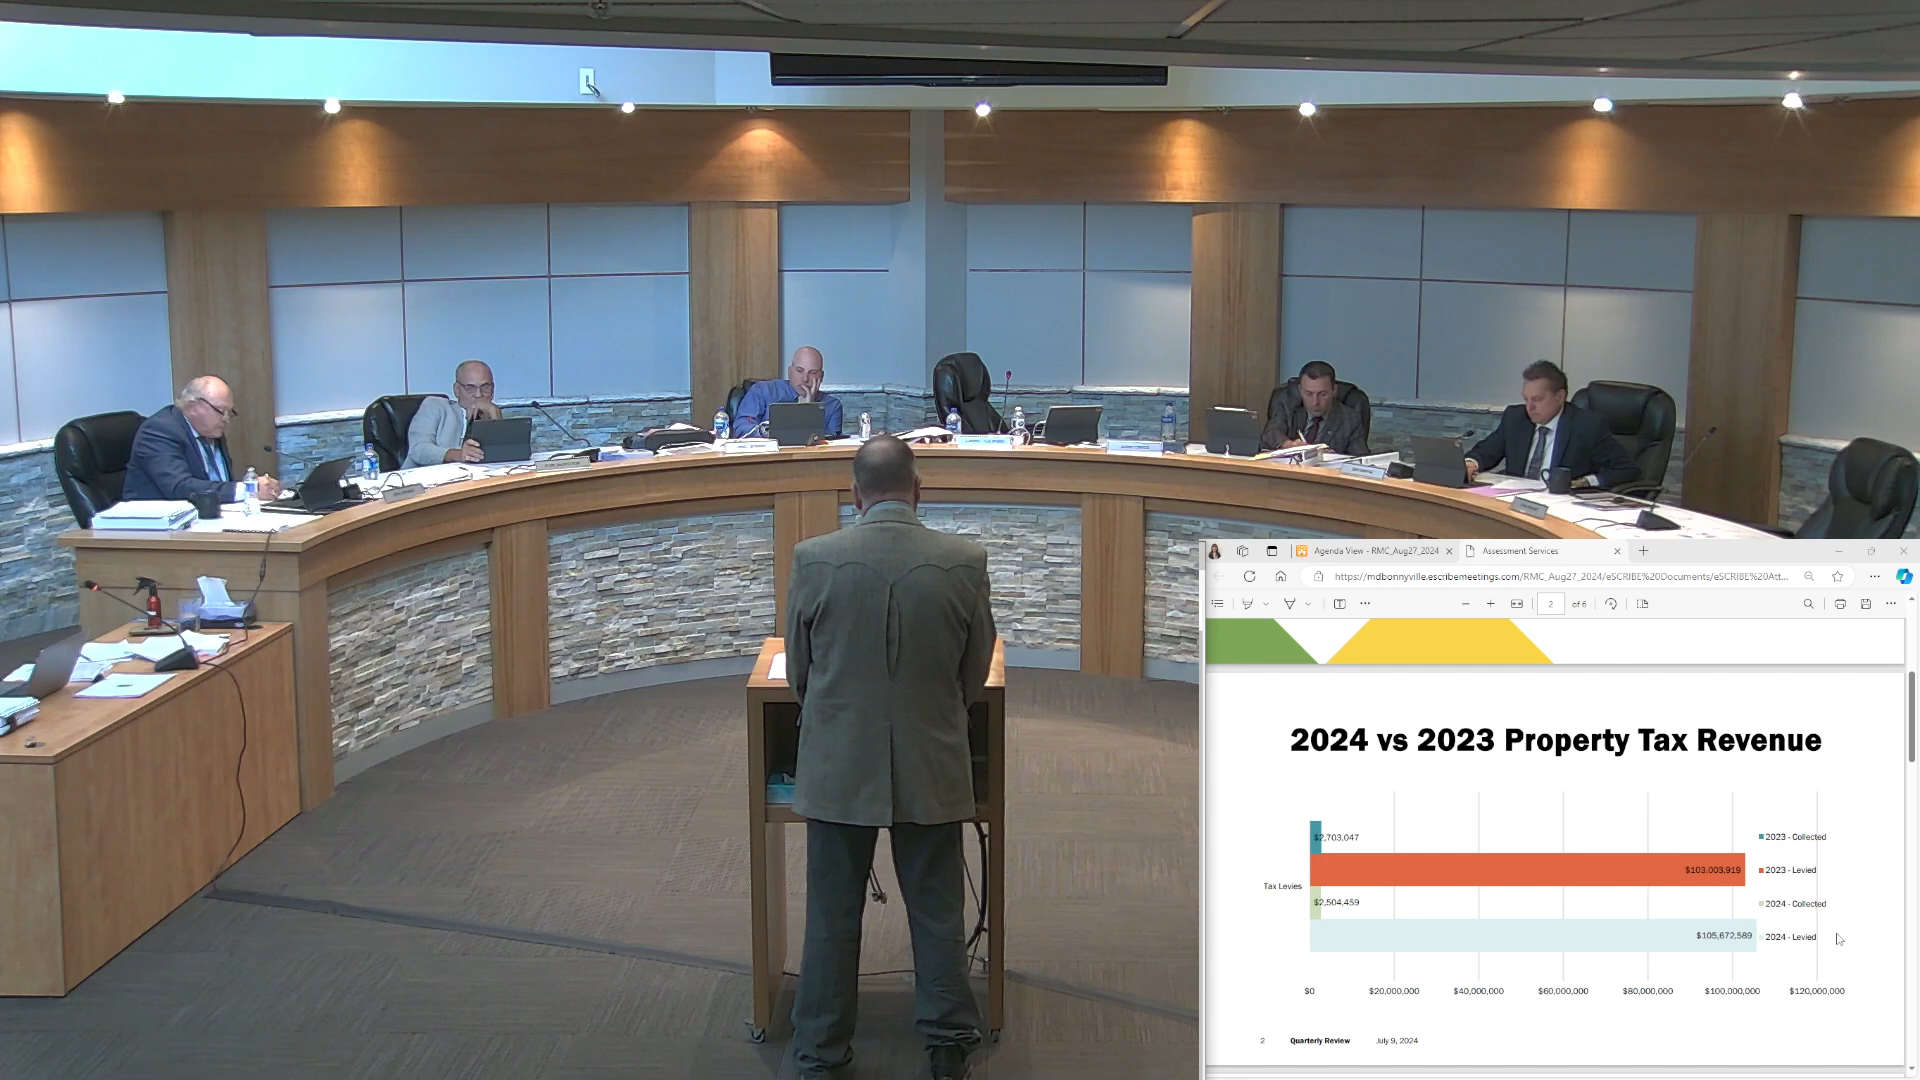 Agenda View - RMC_Aug27_2024
Assessment Services
https://mdbonnyville.escribemeetings.com/RMC_Aug27_2024/eSCRIBE%20Documents/eSCRIBE%20Att...
2 of 6
2024 vs 2023 Property Tax Revenue
$2,703,047
2023 - Collected
$103,003,919
2023 - Levied
Tax Levies
$2,504,459
2024 - Collected
$105,672,589
2024 - Levied
$0 $20,000,000 $40,000,000 $60,000,000 $80,000,000 $100,000,000 $120,000,000
2 Quarterly Review July 9, 2024